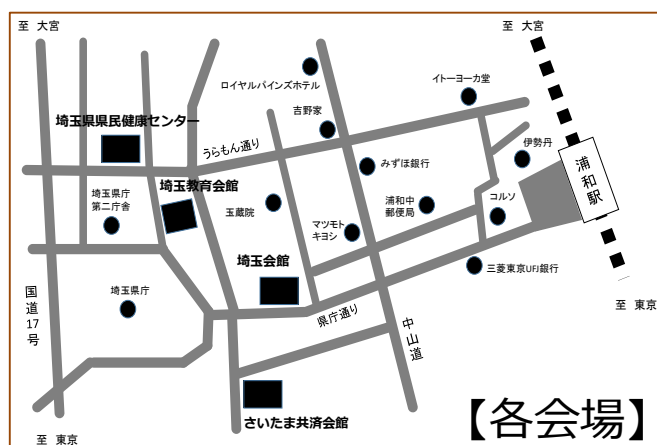 至 大宮
至 大宮
ロイヤルパインズホテル
イトーヨーカ堂
吉野家
埼玉県県民健康センター
うらもん通り
伊勢丹
みずほ銀行
埼玉教育会館
浦和駅
埼玉県庁
第二庁舎
玉蔵院
浦和中
郵便局
コルソ
マツモト
キヨシ
埼玉会館
三菱東京UFJ銀行
埼玉県庁
国道17号
県庁通り
中山道
至 東京
さいたま共済会館
【各会場】
至 東京